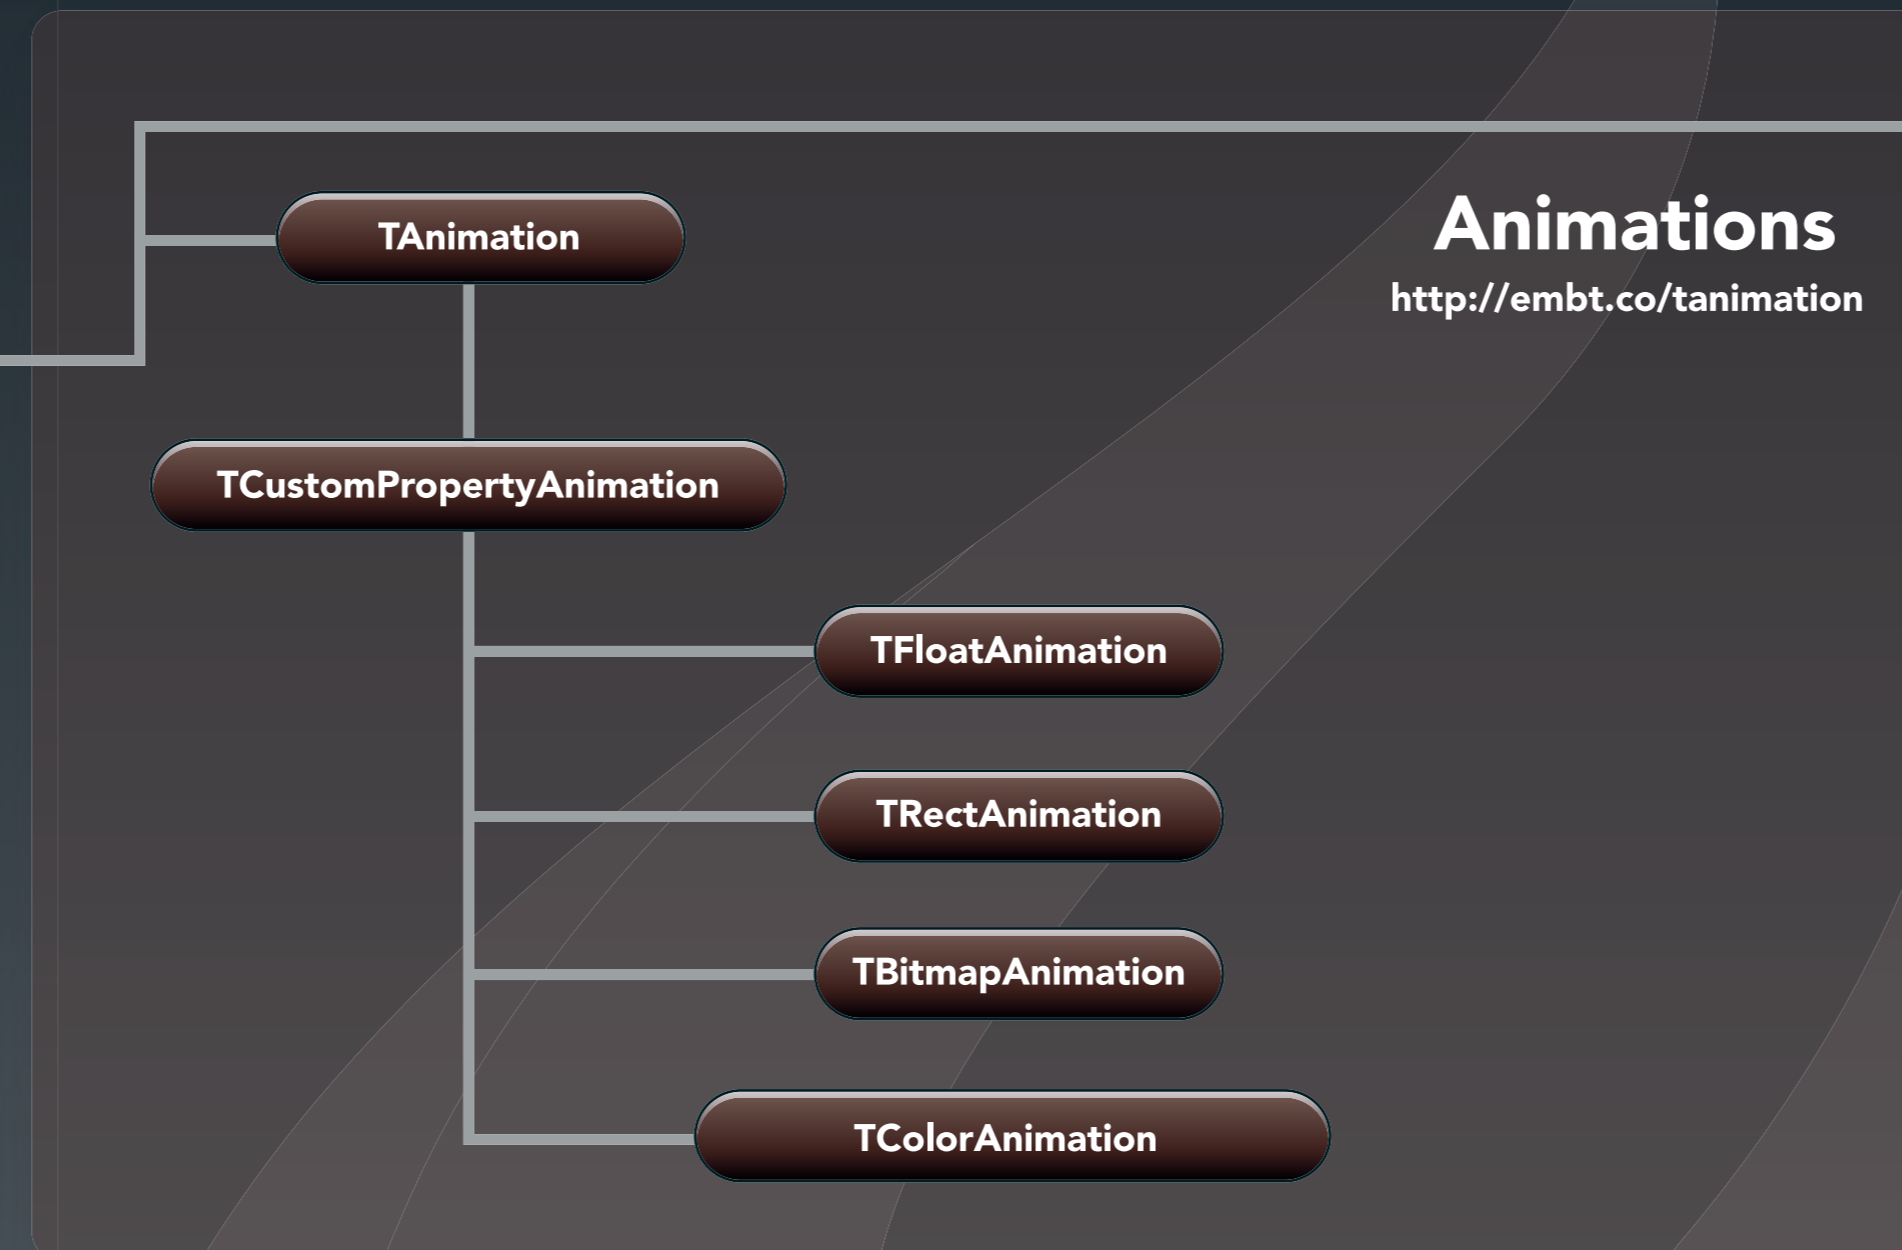 Animations
http://embt.co/tanimation
TAnimation
TCustomPropertyAnimation
TFloatAnimation
TRectAnimation
TBitmapAnimation
TColorAnimation